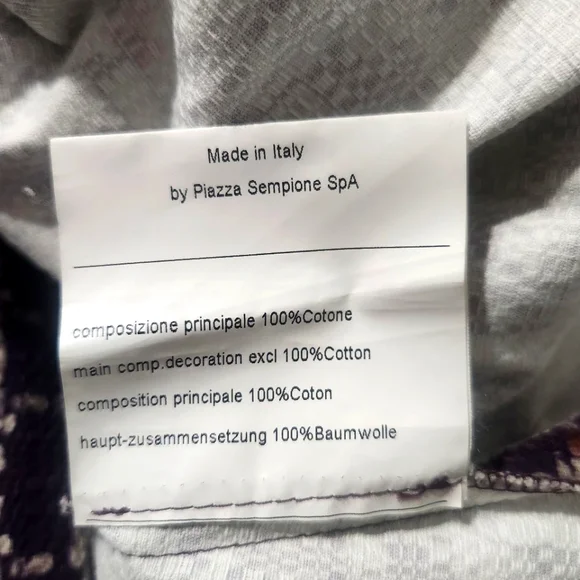 Made in Italy
by Piazza Sempione SpA
composizione principale 100%Cotone
main comp.decoration excl 100%Cotton
composition principale 100%Coton
haupt-zusammensetzung 100%Baumwolle